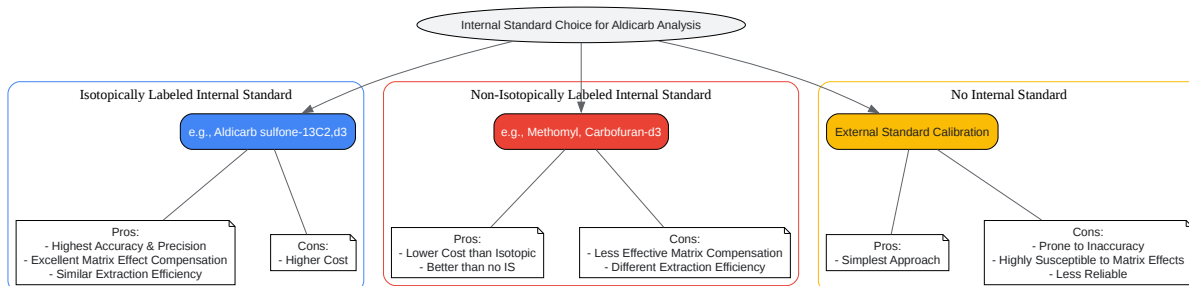 Internal Standard Choice for Aldicarb Analysis
Isotopically Labeled Internal Standard
e.g., Aldicarb sulfone-13C2,d3
Pros:
- Highest Accuracy & Precision
- Excellent Matrix Effect Compensation
- Similar Extraction Efficiency
Cons:
- Higher Cost
Non-Isotopically Labeled Internal Standard
e.g., Methomyl, Carbofuran-d3
Pros:
- Lower Cost than Isotopic
- Better than no IS
Cons:
- Less Effective Matrix Compensation
- Different Extraction Efficiency
No Internal Standard
External Standard Calibration
Pros:
- Simplest Approach
Cons:
- Prone to Inaccuracy
- Highly Susceptible to Matrix Effects
- Less Reliable